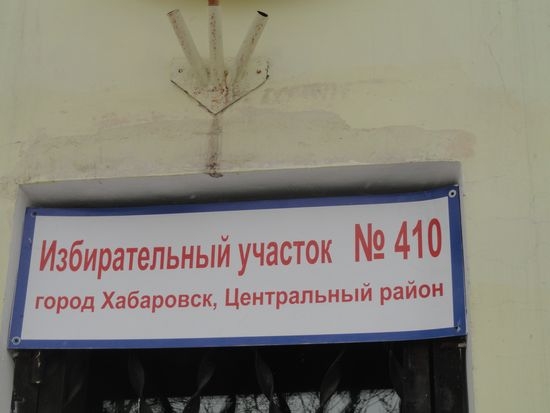 Избирательный участок № 410
город Хабаровск, Центральный район